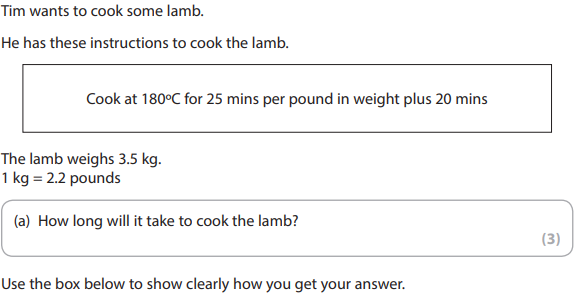 Tim wants to cook some lamb.
He has these instructions to cook the lamb.
Cook at 180ºC for 25 mins per pound in weight plus 20 mins
The lamb weighs 3.5 kg.
1 kg = 2.2 pounds
(a) How long will it take to cook the lamb?
(3)
Use the box below to show clearly how you get your answer.